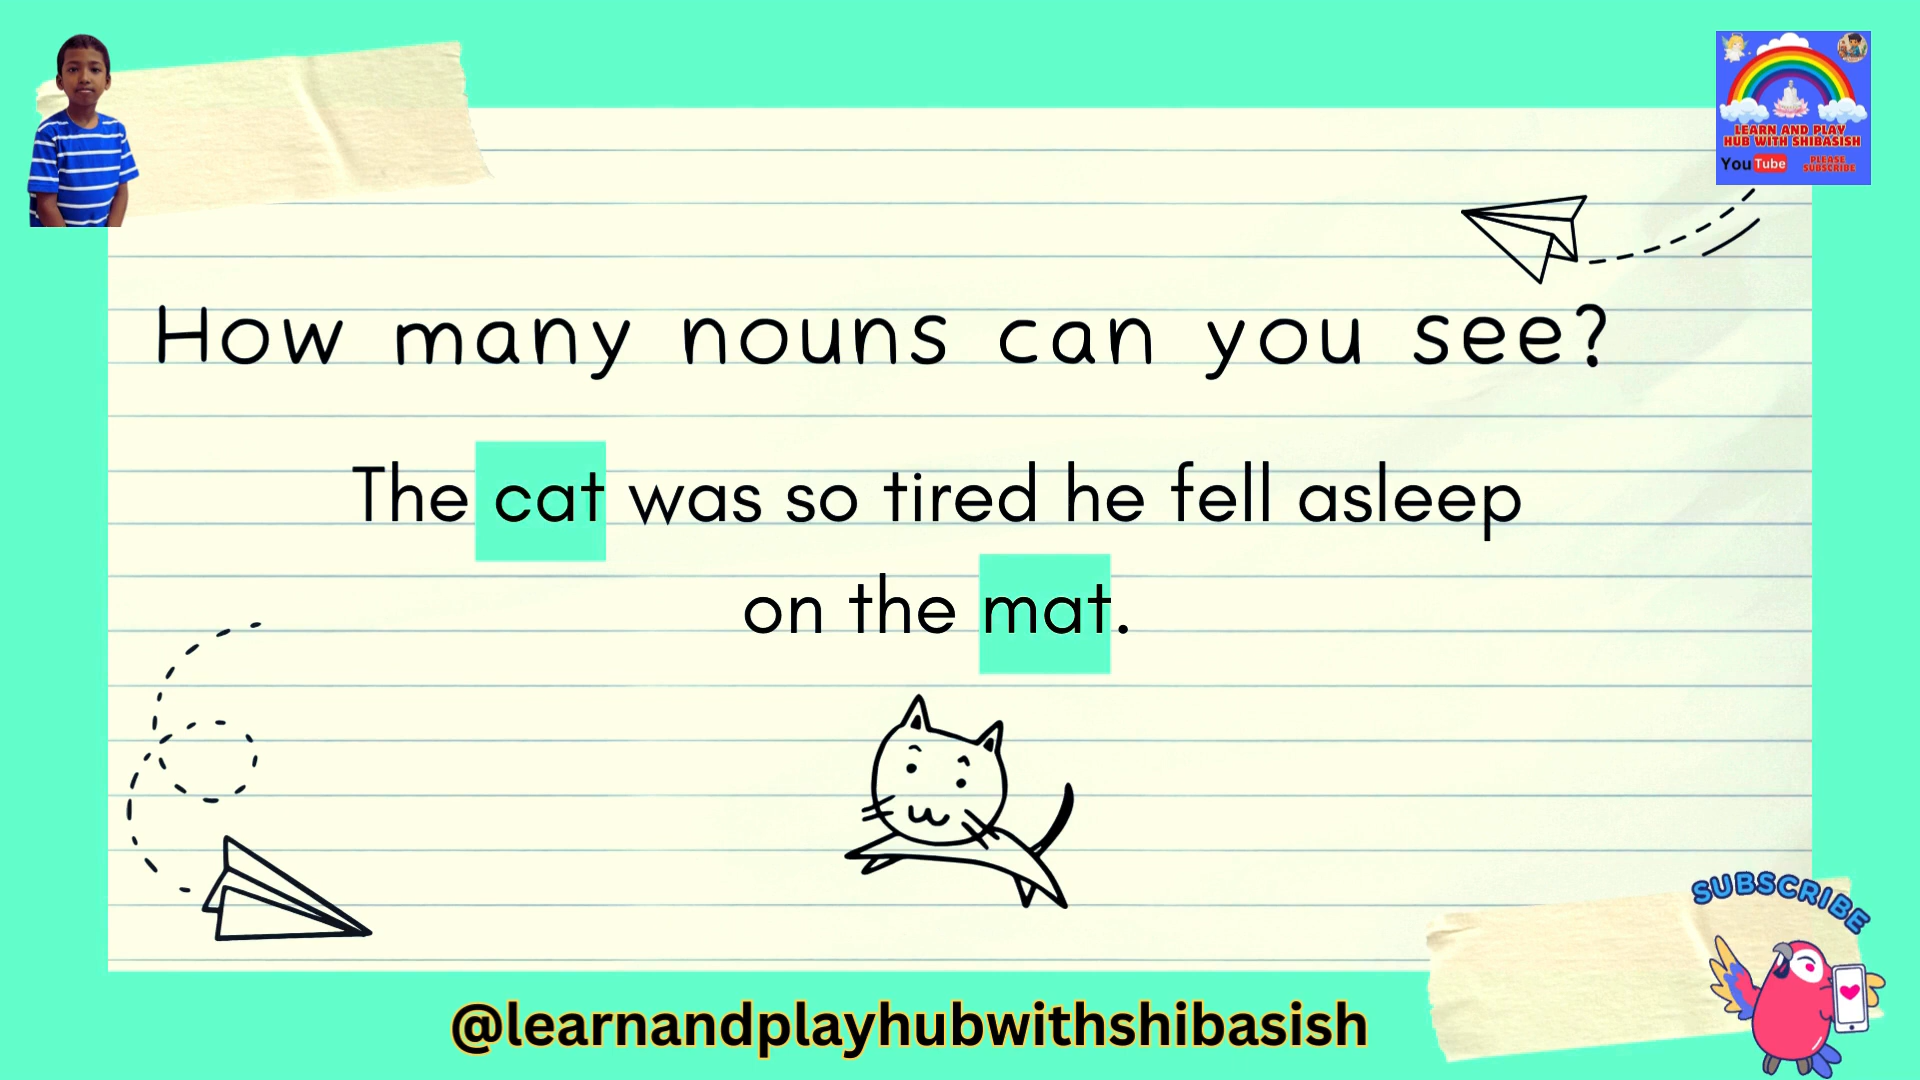 LEARN AND PLAY
HUB WITH SHIBASISH
YouTube
PLEASE
SUBSCRIBE
How many nouns can you see?
The cat was so tired he fell asleep
on the mat.
SUBSCRIBE
@learnandplayhubwithshibasish